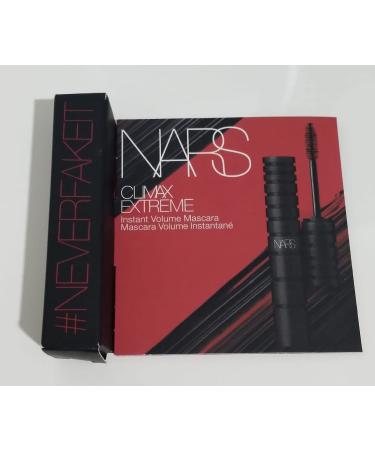 #NEVERFAKEIT
NARS
CLIMAX
EXTREME
Instant Volume Mascara
Mascara Volume Instantané
NARS